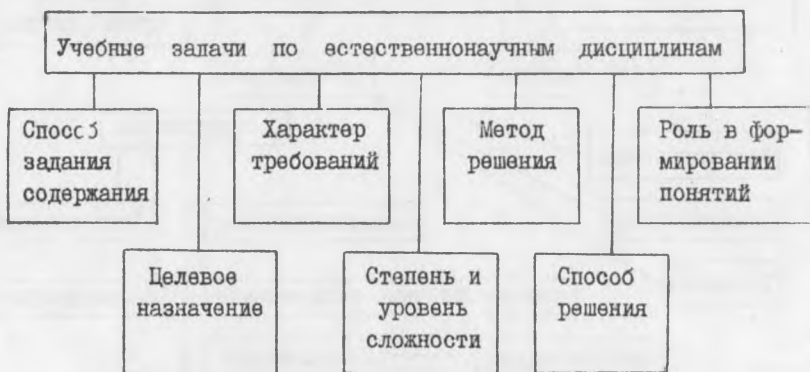 Учебные задачи по естественнонаучным дисциплинам
Способ
задания
содержания
Характер
требований
Метод
решения
Роль в фор-
мировании
понятий
Целевое
назначение
Степень и
уровень
сложности
Способ
решения